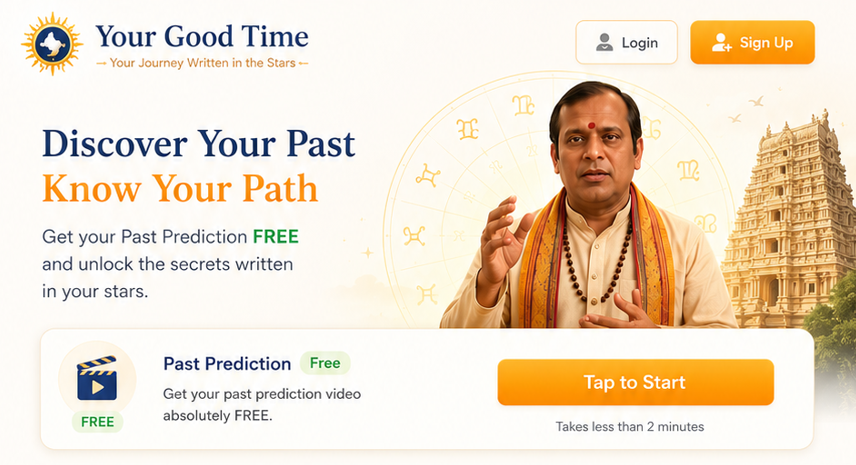 Your Good Time
Your Journey Written in the Stars
Login
Sign Up
Discover Your Past
Know Your Path
Get your Past Prediction FREE
and unlock the secrets written
in your stars.
FREE
Past Prediction Free
Get your past prediction video
absolutely FREE.
Tap to Start
Takes less than 2 minutes